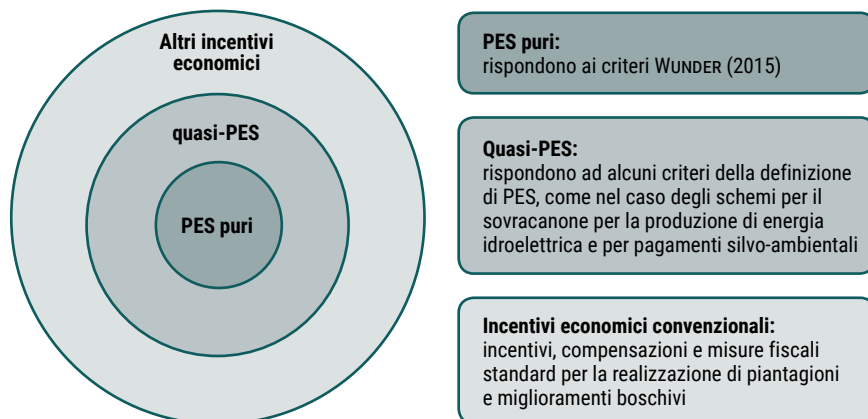 Altri incentivi
economici
quasi-PES
PES puri
PES puri:
rispondono ai criteri WUNDER (2015)
Quasi-PES:
rispondono ad alcuni criteri della definizione
di PES, come nel caso degli schemi per il
sovracanone per la produzione di energia
idroelettrica e per pagamenti silvo-ambientali
Incentivi economici convenzionali:
incentivi, compensazioni e misure fiscali
standard per la realizzazione di piantagioni
e miglioramenti boschivi